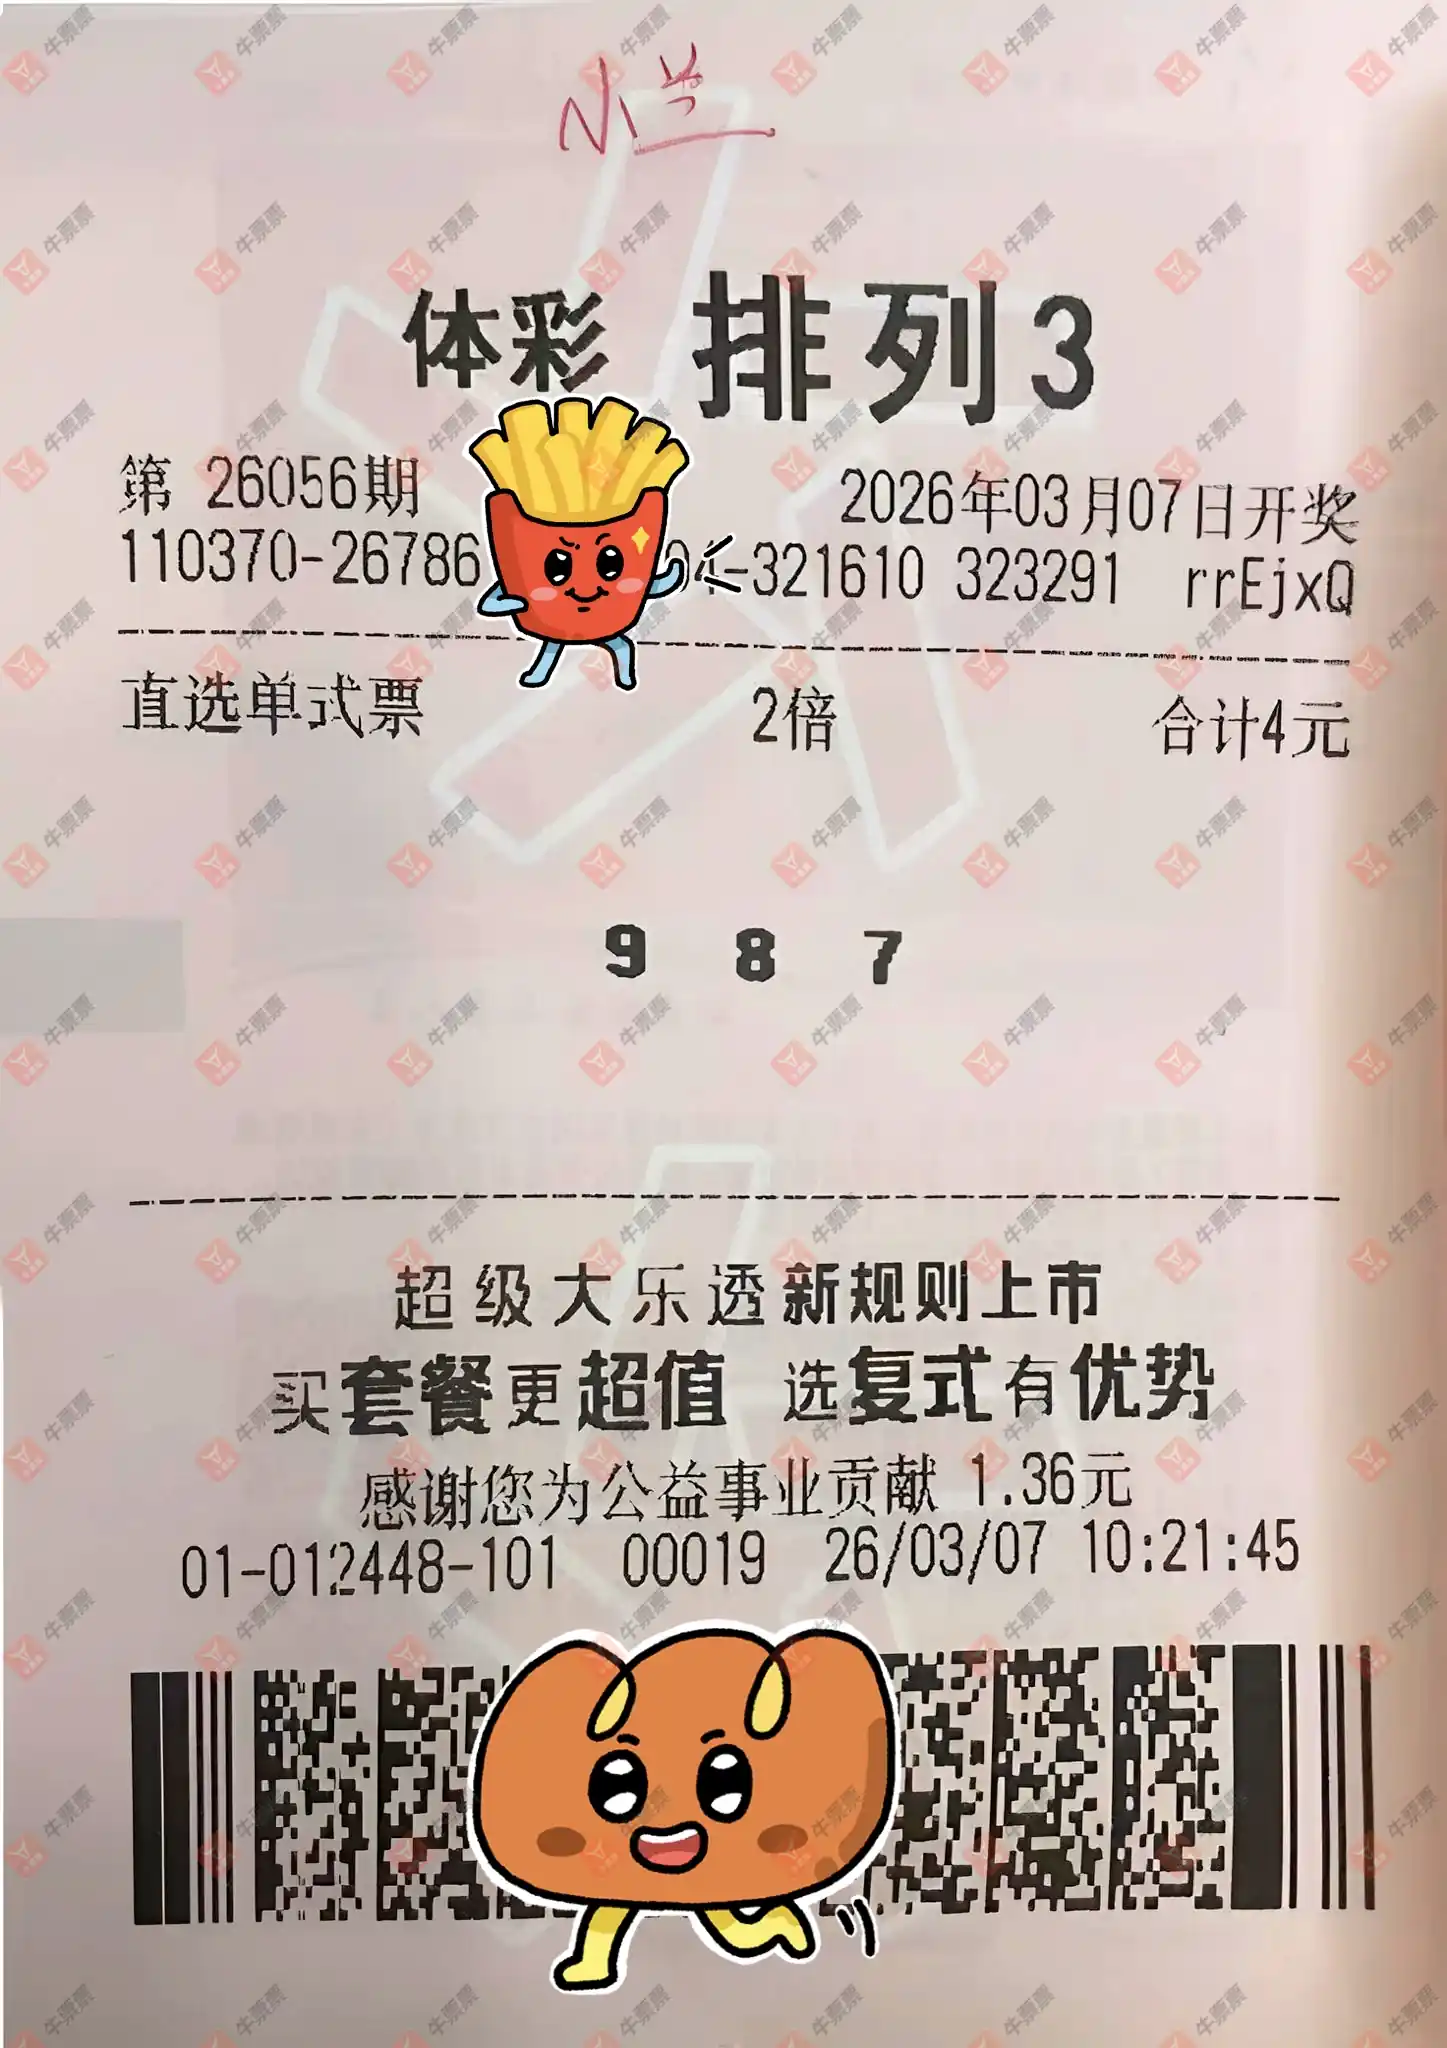 小兰
体彩 排列3
第 26056期 2026年03月07日开奖
110370-26786 04-321610 323291 rrEjxQ
直选单式票 2倍 合计4元
9 8 7
超级大乐透新规则上市
买套餐更超值 选复式有优势
感谢您为公益事业贡献 1.36元
01-012448-101 00019 26/03/07 10:21:45
牛票票